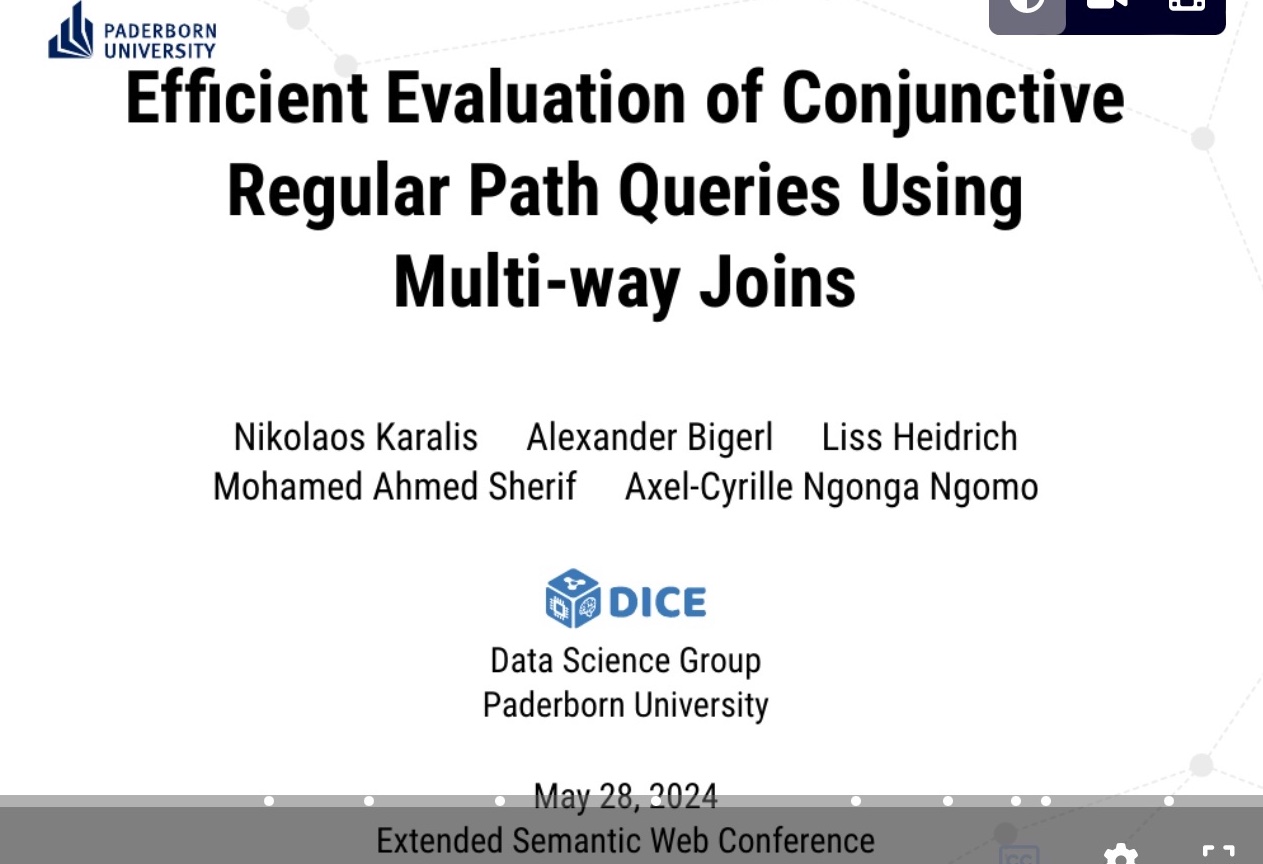 PADERBORN
UNIVERSITY
Efficient Evaluation of Conjunctive
Regular Path Queries Using
Multi-way Joins
Nikolaos Karalis Alexander Bigerl Liss Heidrich
Mohamed Ahmed Sherif Axel-Cyrille Ngonga Ngomo
DICE
Data Science Group
Paderborn University
May 28, 2024
Extended Semantic Web Conference
CC